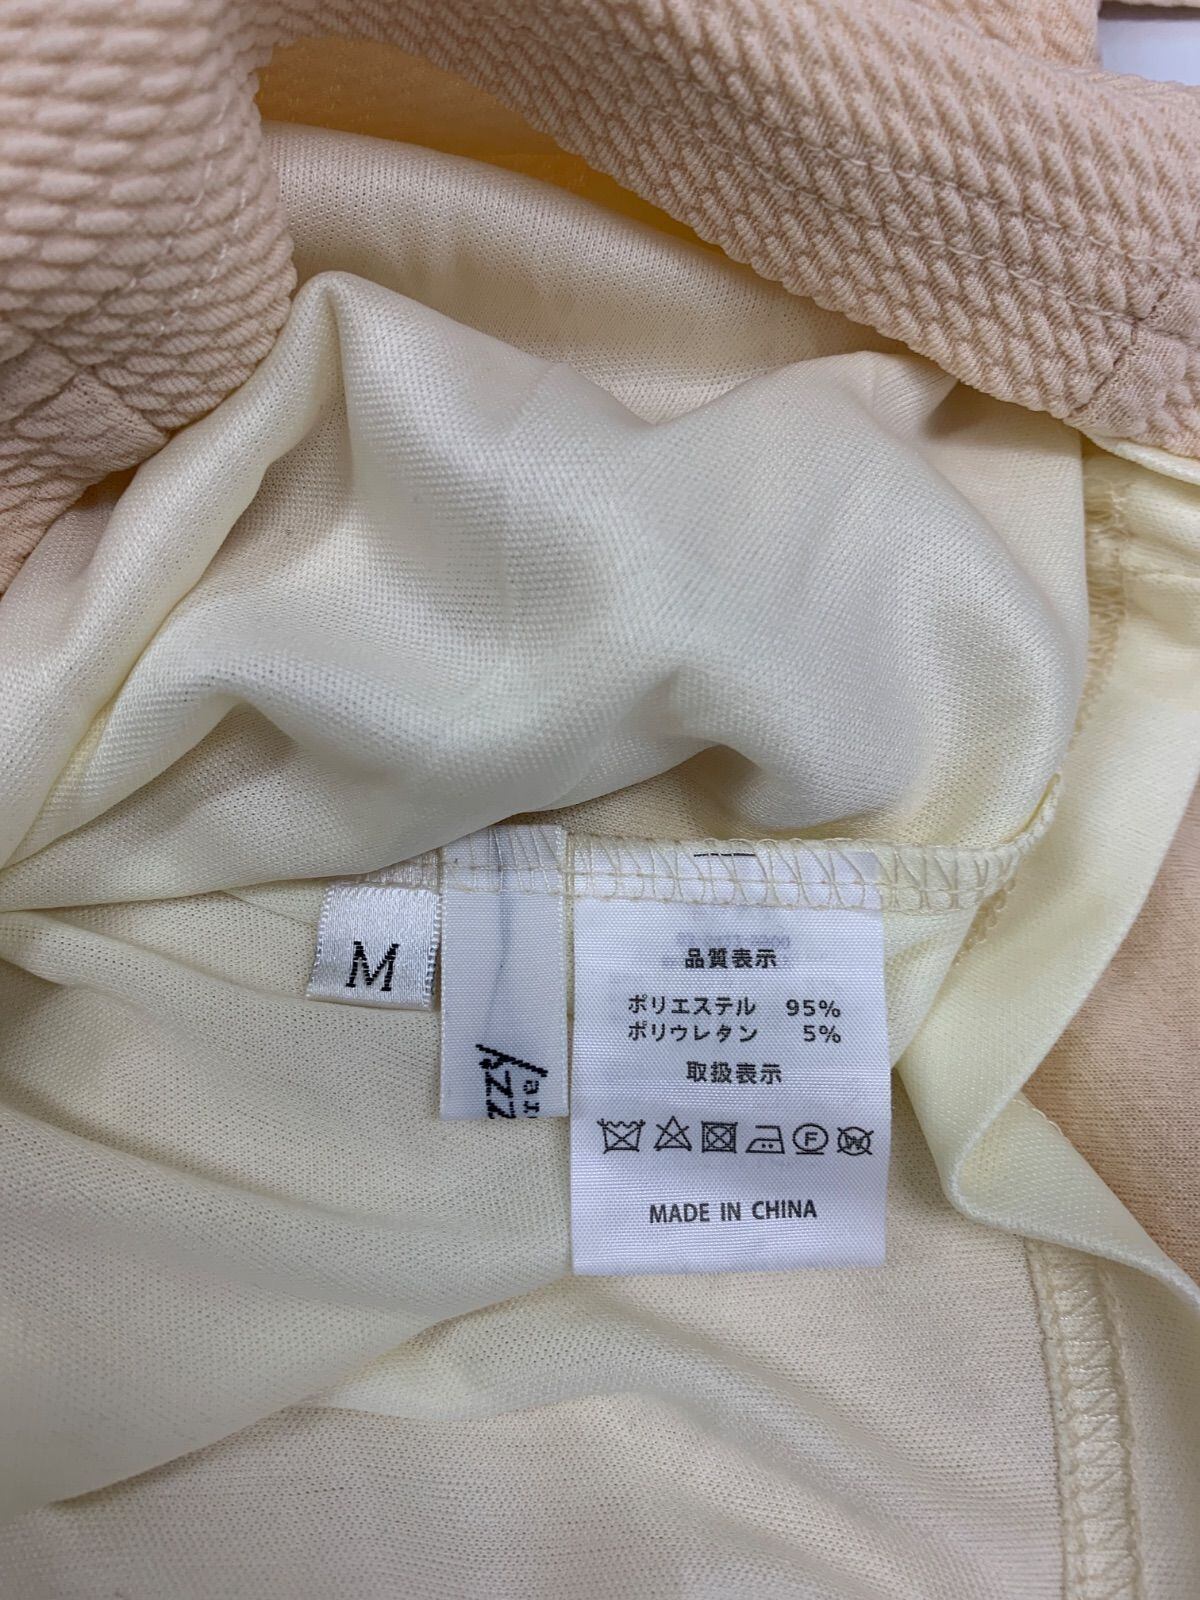 M
zzy
品質表示
ポリエステル 95%
ポリウレタン 5%
取扱表示
F W
MADE IN CHINA